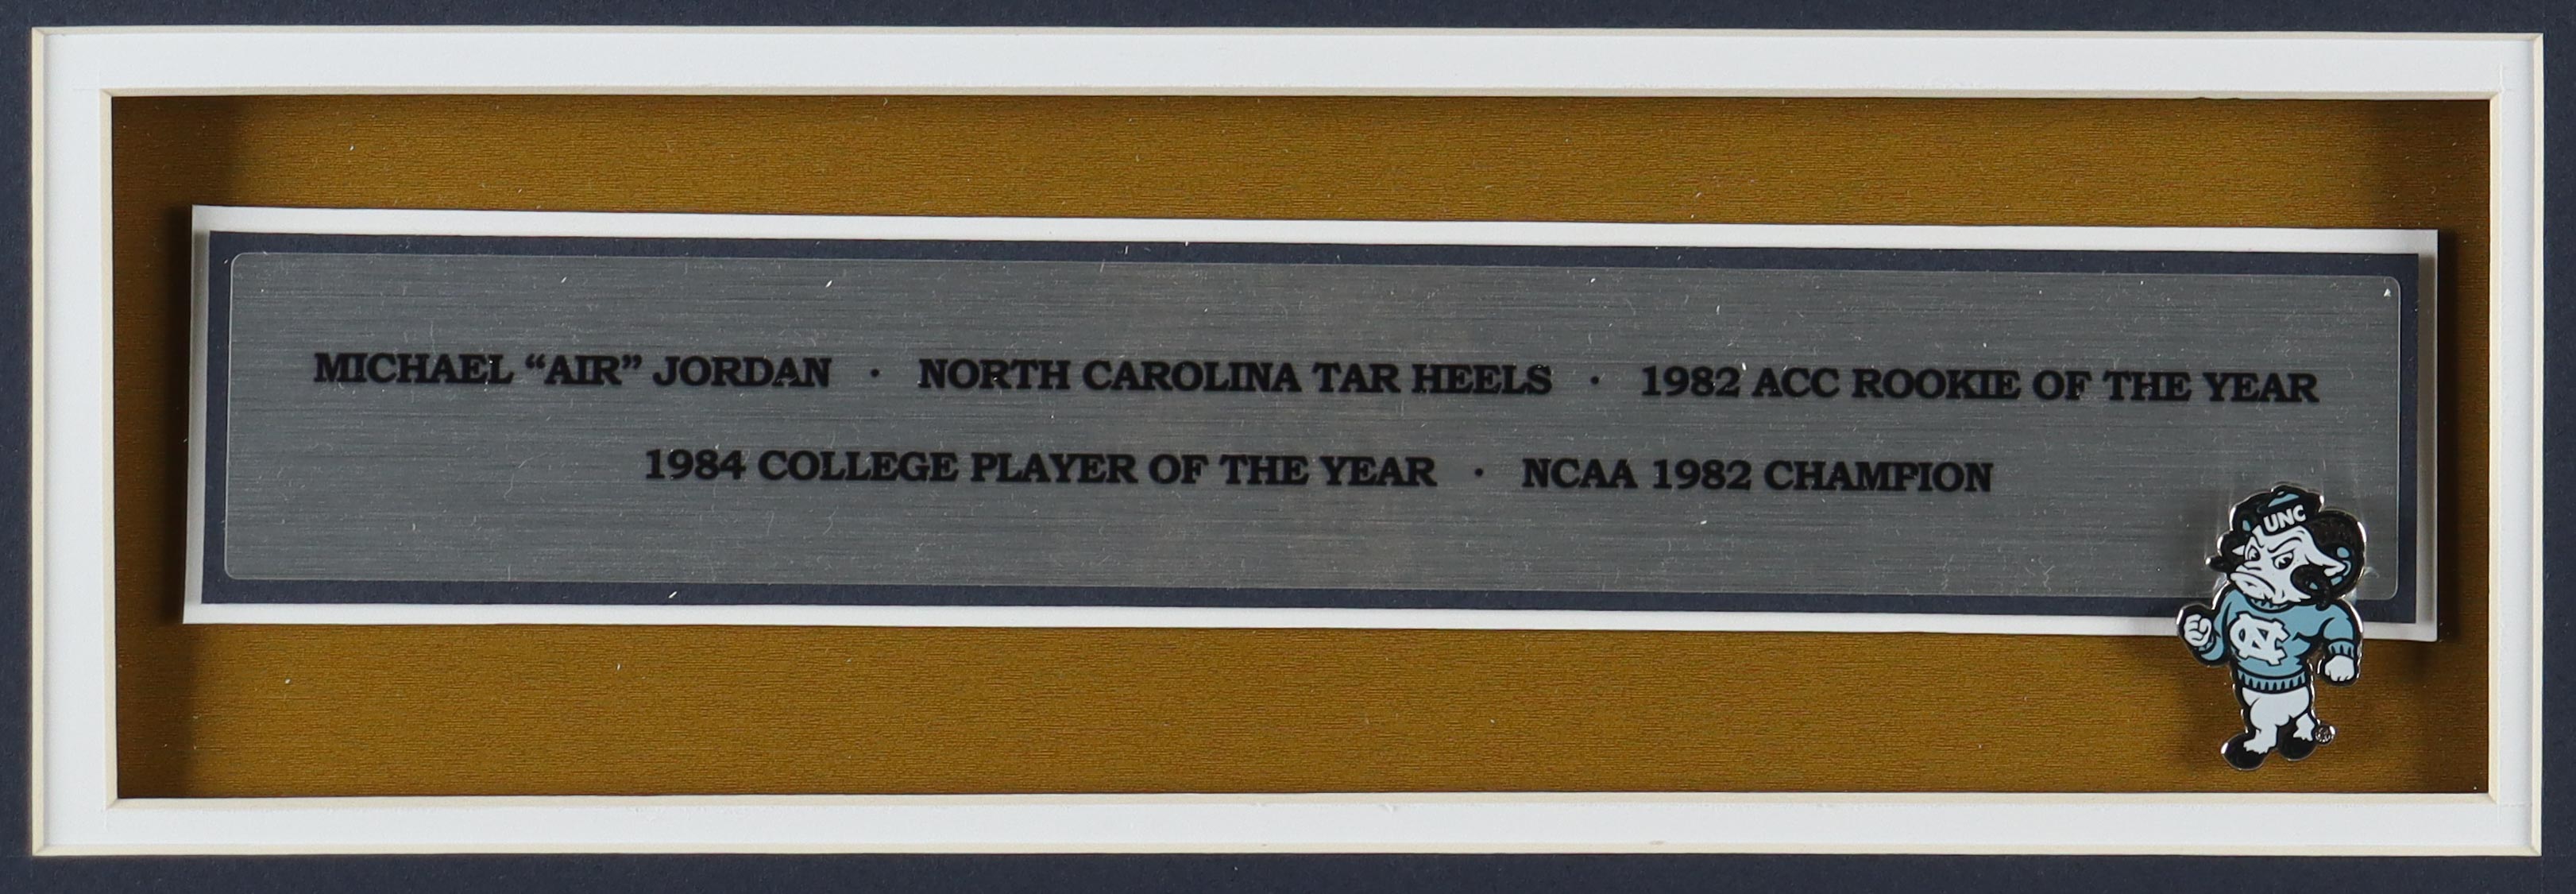 MICHAEL “AIR” JORDAN · NORTH CAROLINA TAR HEELS · 1982 ACC ROOKIE OF THE YEAR
1984 COLLEGE PLAYER OF THE YEAR · NCAA 1982 CHAMPION
UNC
NC